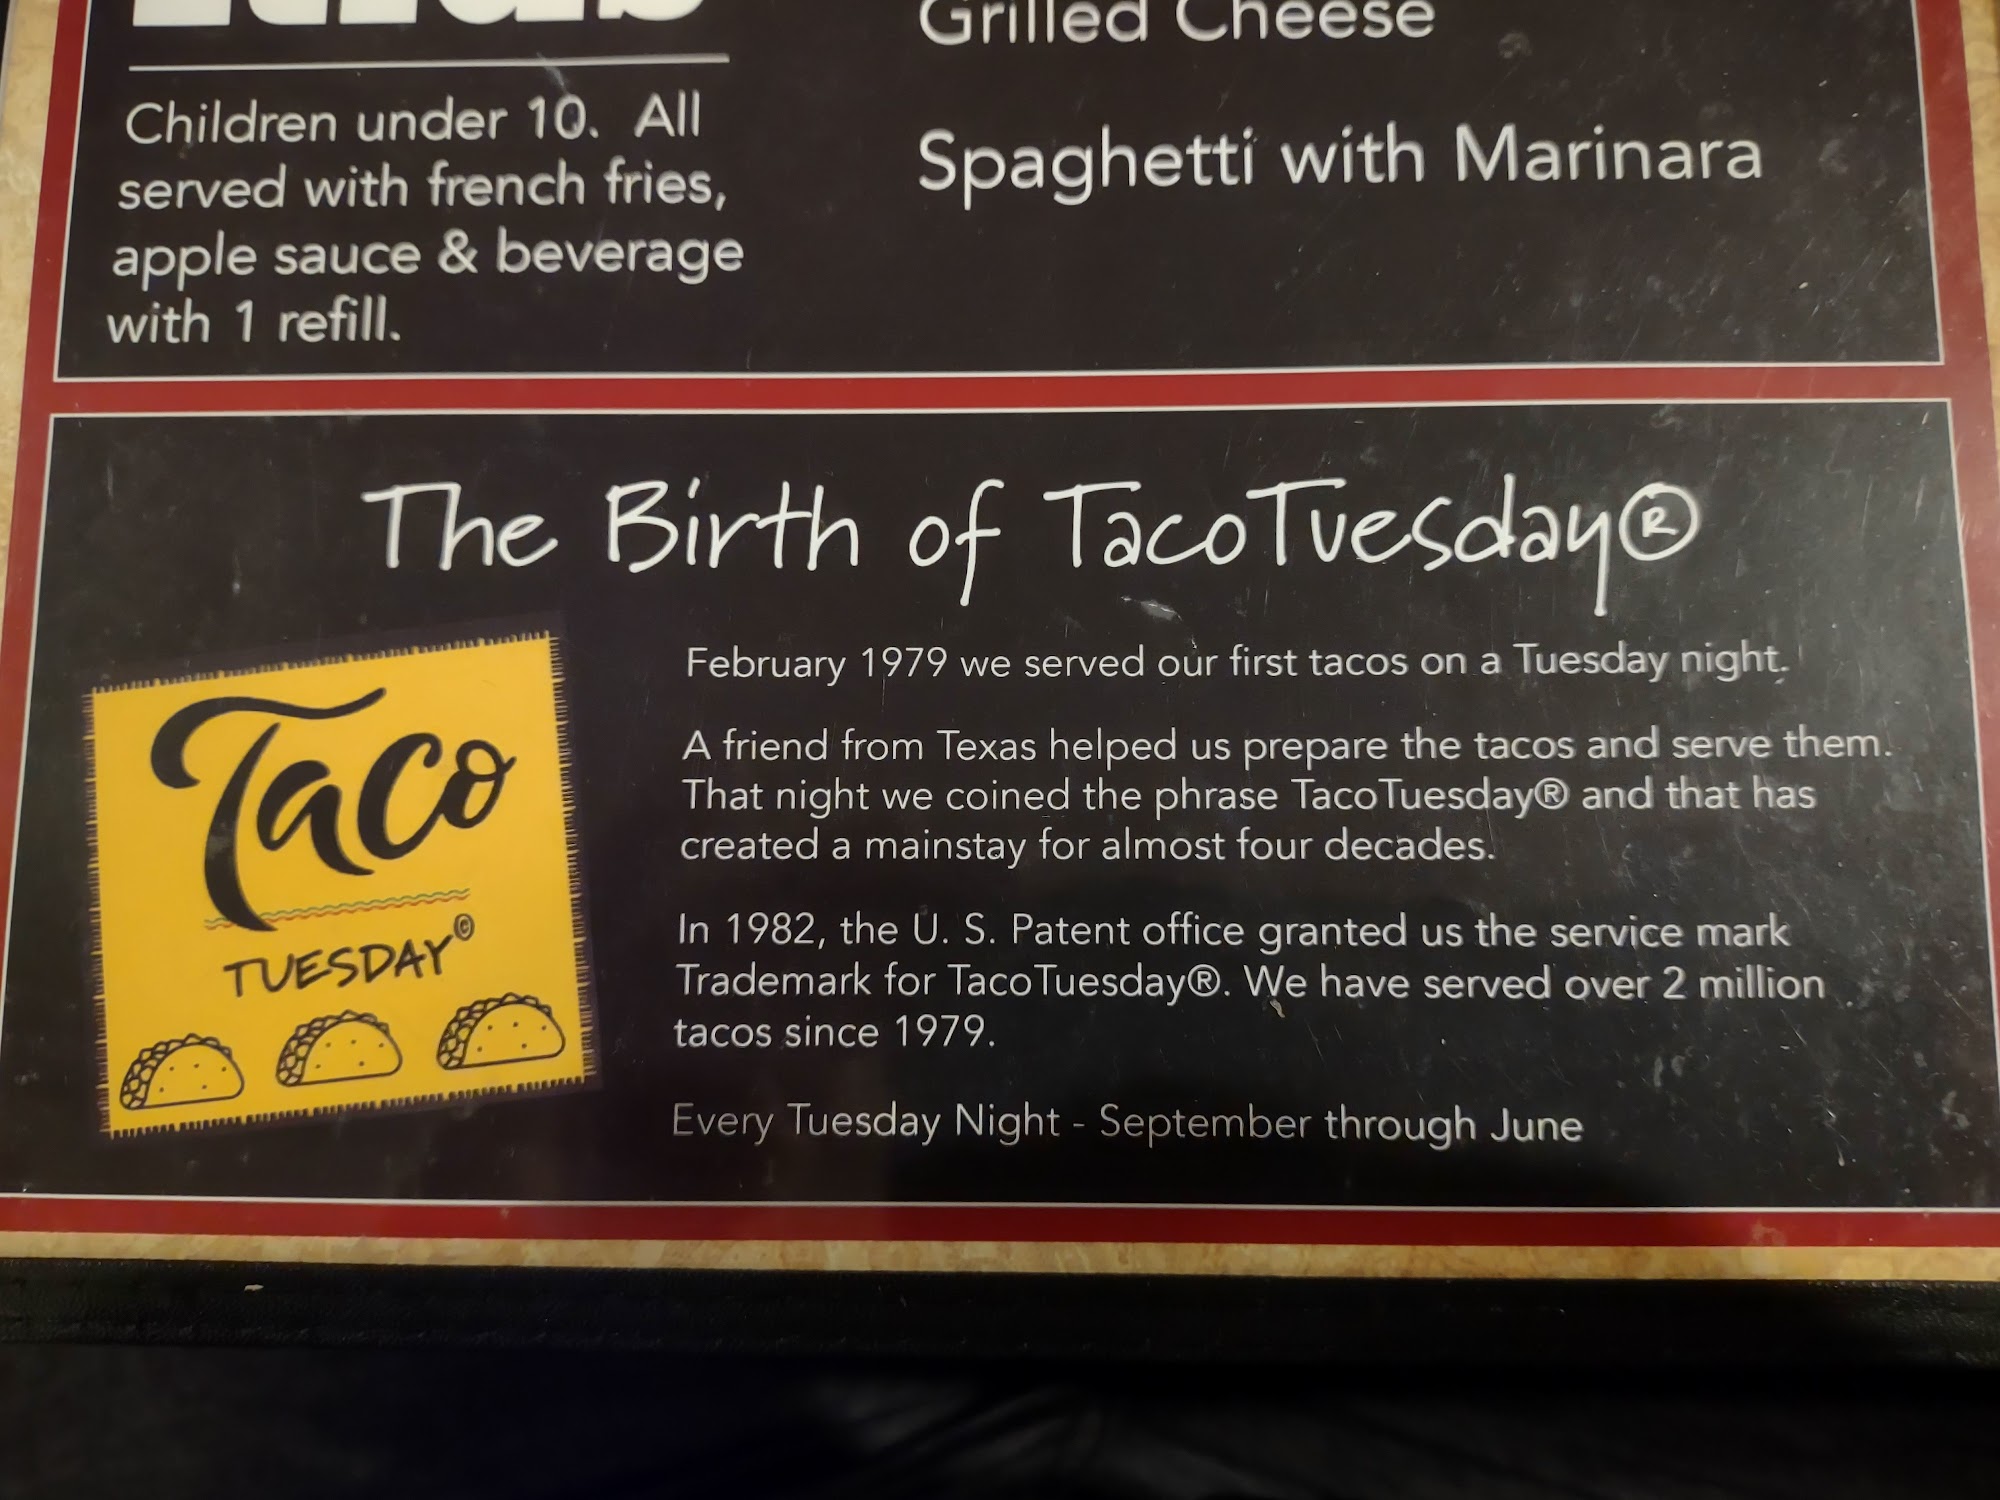 Grilled Cheese
Spaghetti with Marinara
Children under 10. All
served with french fries,
apple sauce & beverage
with 1 refill.
The Birth of TacoTuesday®
Taco
TUESDAY©
February 1979 we served our first tacos on a Tuesday night.
A friend from Texas helped us prepare the tacos and serve them.
That night we coined the phrase TacoTuesday® and that has
created a mainstay for almost four decades.
In 1982, the U. S. Patent office granted us the service mark
Trademark for TacoTuesday®. We have served over 2 million
tacos since 1979.
Every Tuesday Night - September through June